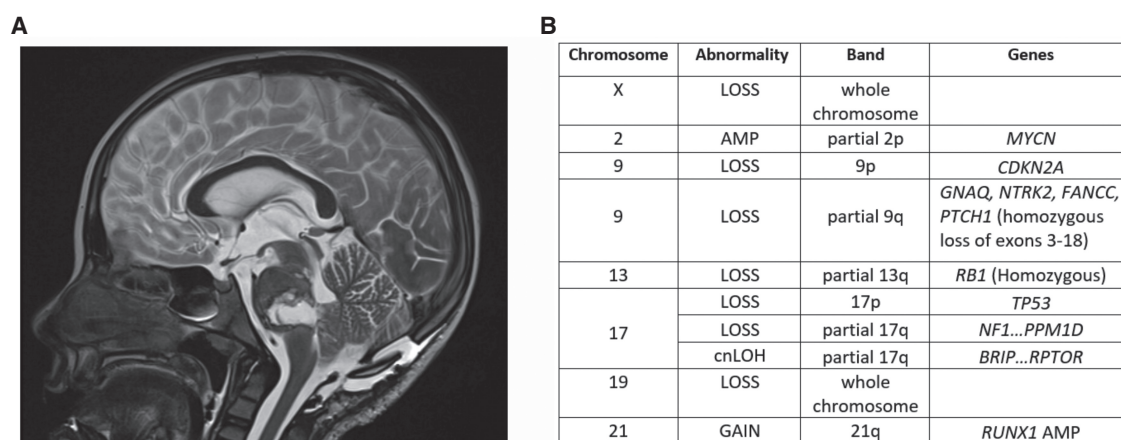 A
B
Chromosome Abnormality Band Genes
X LOSS whole
chromosome
2 AMP partial 2p MYCN
9 LOSS 9p CDKN2A
9 LOSS partial 9q GNAQ, NTRK2, FANCC,
PTCH1 (homozygous
loss of exons 3-18)
13 LOSS partial 13q RB1 (Homozygous)
17 LOSS 17p TP53
LOSS partial 17q NF1...PPM1D
cnLOH partial 17q BRIP...RPTOR
19 LOSS whole
chromosome
21 GAIN 21q RUNX1 AMP